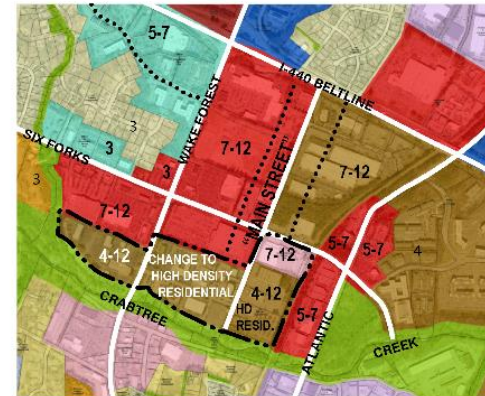 5-7
I-440 BELTLINE
WAKE FOREST
3
SIX FORKS
3
3
3
7-12
"MAIN STREET"
7-12
7-12
5-7
5-7
4
4-12
CHANGE TO
HIGH DENSITY
RESIDENTIAL
7-12
4-12
HD
RESID.
5-7
CRABTREE
ATLANTIC
CREEK